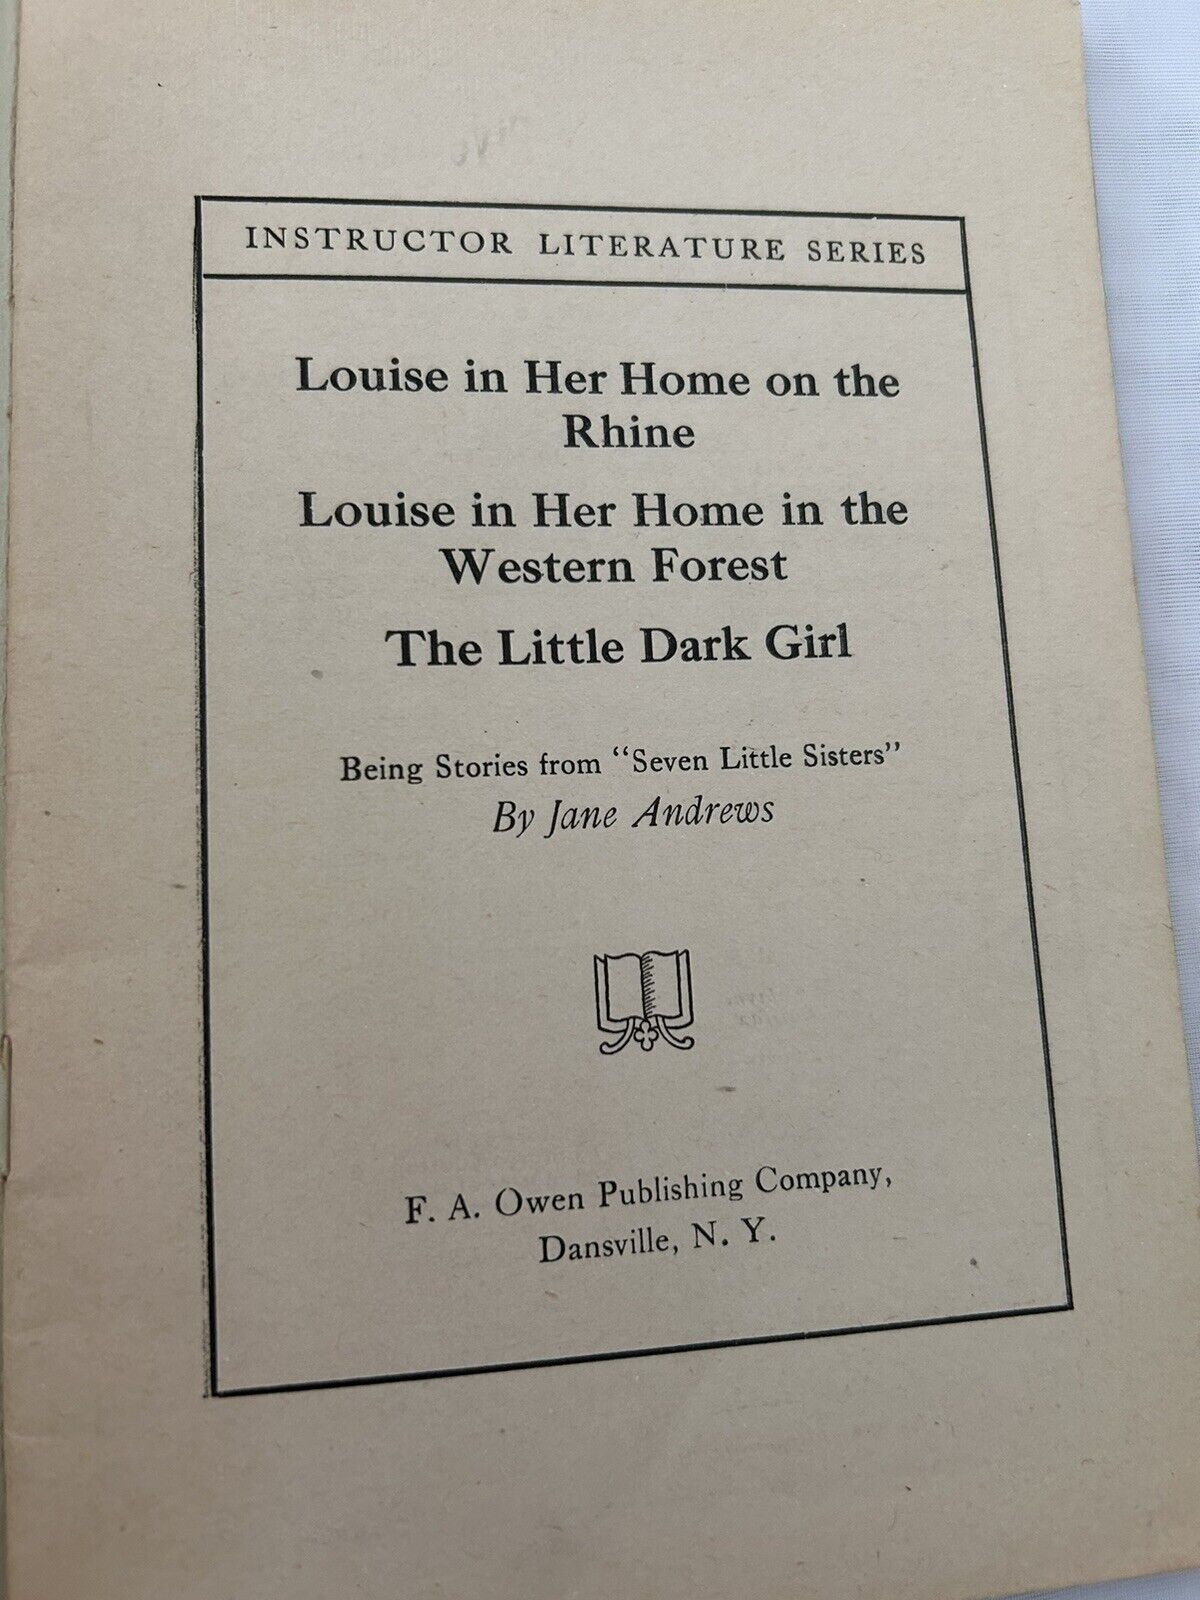 INSTRUCTOR LITERATURE SERIES
Louise in Her Home on the
Rhine
Louise in Her Home in the
Western Forest
The Little Dark Girl
Being Stories from "Seven Little Sisters"
By Jane Andrews
F. A. Owen Publishing Company,
Dansville, N. Y.